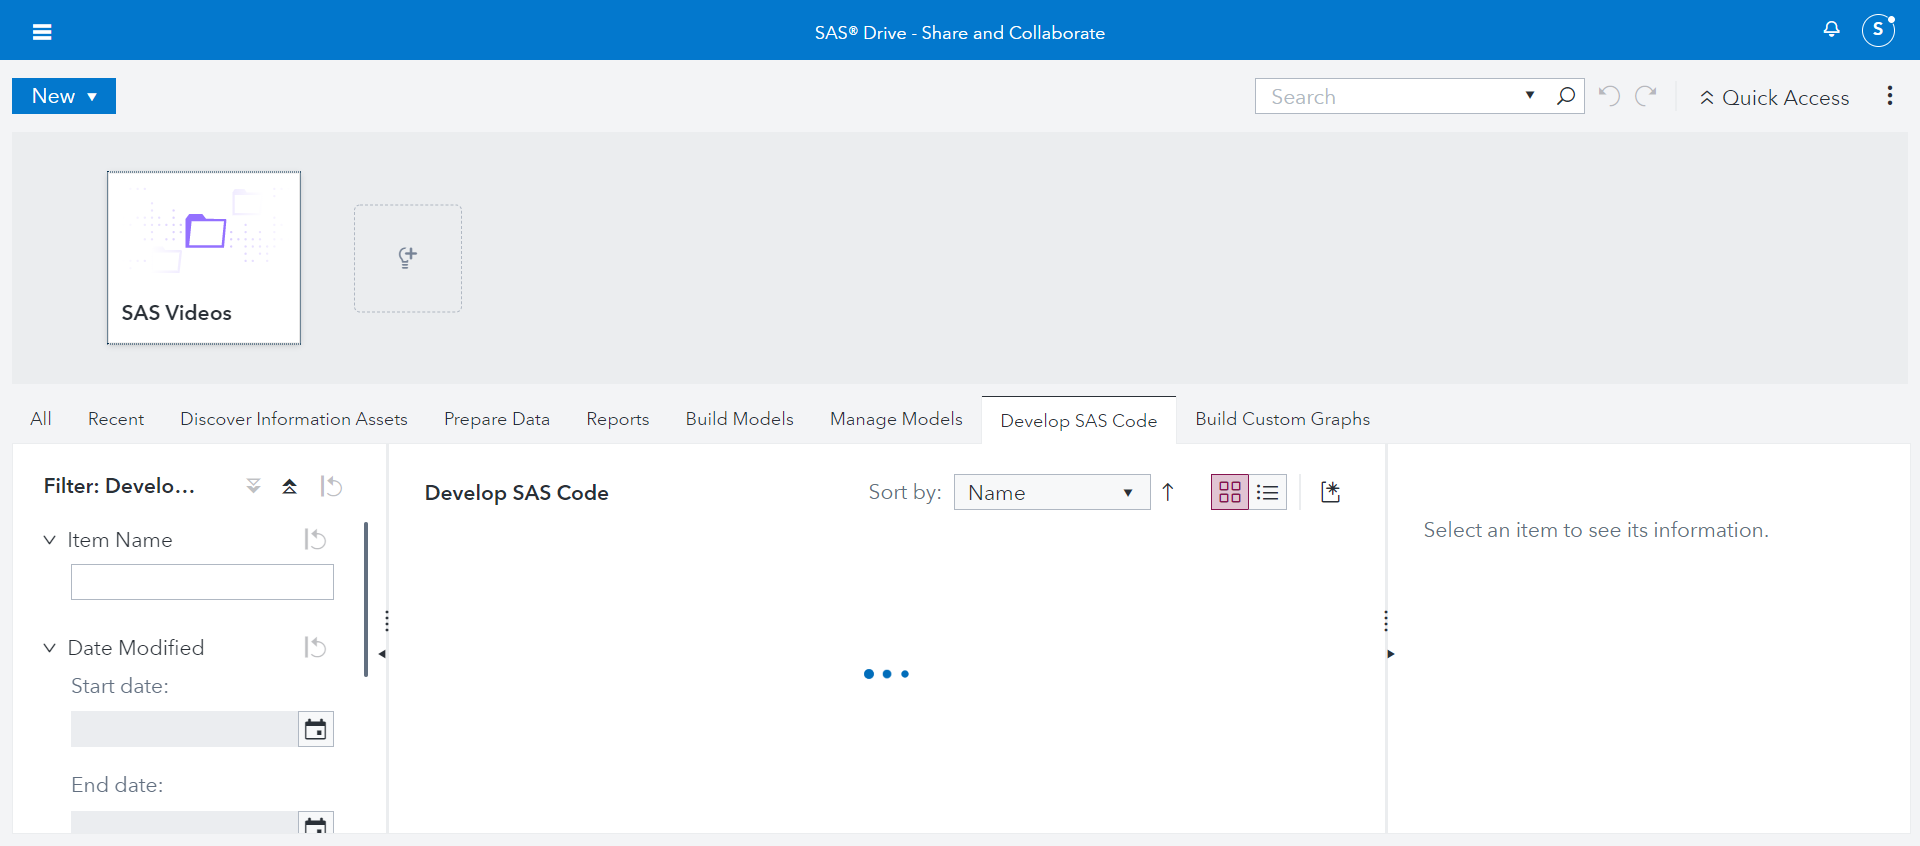 SAS® Drive - Share and Collaborate
S
New
Search
Quick Access
SAS Videos
All
Recent
Discover Information Assets
Prepare Data
Reports
Build Models
Manage Models
Develop SAS Code
Build Custom Graphs
Filter: Develo...
Item Name
Date Modified
Start date:
End date:
Develop SAS Code
Sort by:
Name
Select an item to see its information.